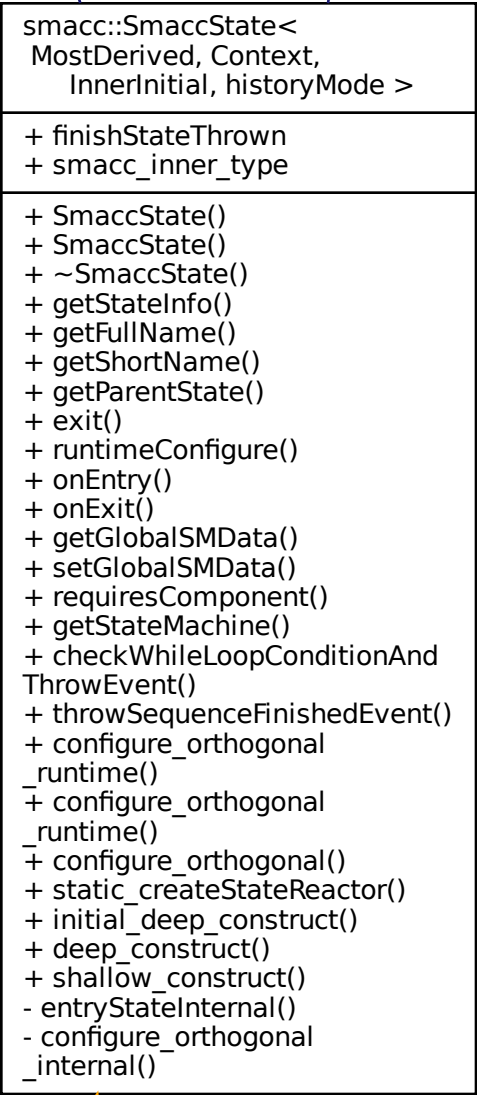 smacc::SmaccState<
MostDerived, Context,
InnerInitial, historyMode >
+ finishStateThrown
+ smacc_inner_type
+ SmaccState()
+ SmaccState()
+ ~SmaccState()
+ getStateInfo()
+ getFullName()
+ getShortName()
+ getParentState()
+ exit()
+ runtimeConfigure()
+ onEntry()
+ onExit()
+ getGlobalSMData()
+ setGlobalSMData()
+ requiresComponent()
+ getStateMachine()
+ checkWhileLoopConditionAnd
ThrowEvent()
+ throwSequenceFinishedEvent()
+ configure_orthogonal
_runtime()
+ configure_orthogonal
_runtime()
+ configure_orthogonal()
+ static_createStateReactor()
+ initial_deep_construct()
+ deep_construct()
+ shallow_construct()
- entryStateInternal()
- configure_orthogonal
_internal()